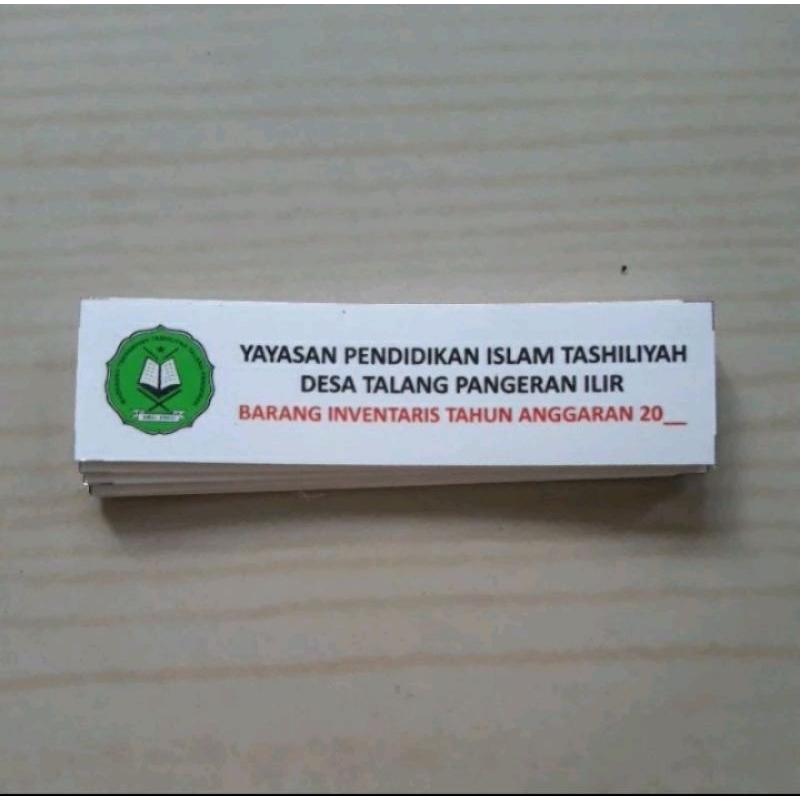 YAYASAN PENDIDIKAN ISLAM TASHILIYAH
DESA TALANG PANGERAN ILIR
BARANG INVENTARIS TAHUN ANGGARAN 20__